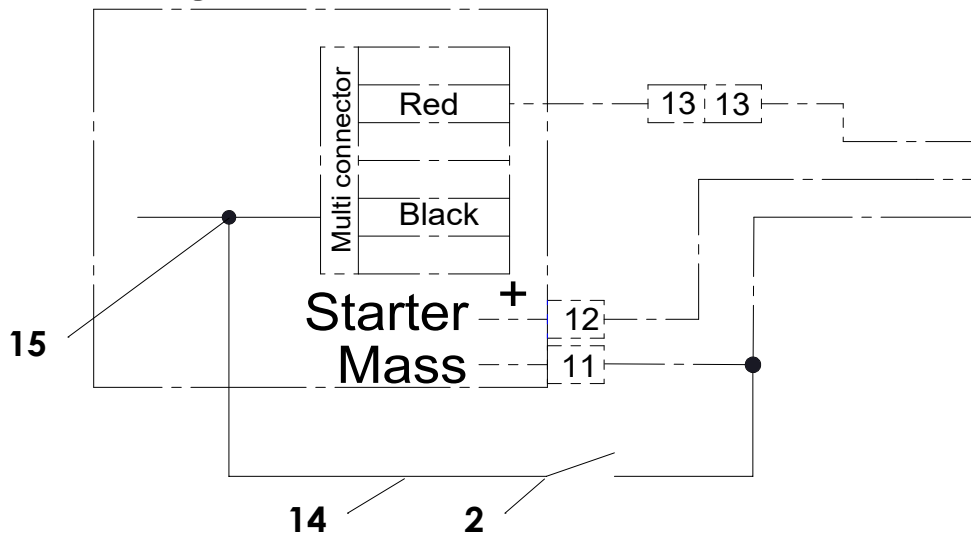 Multi connector
Red
13 13
Black
Starter +
12
Mass
11
15
14
2